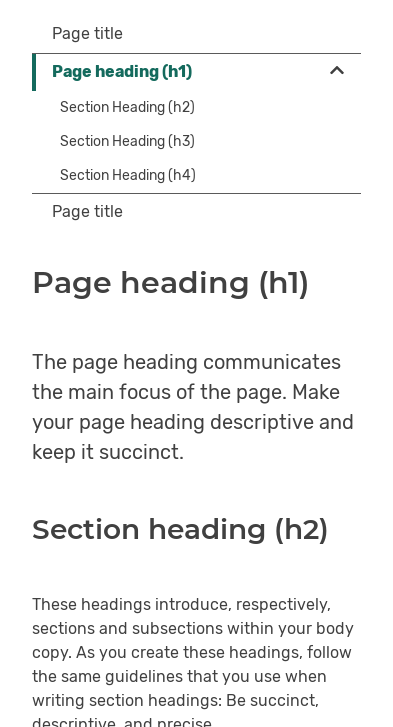 Page title
Page heading (h1)
Section Heading (h2)
Section Heading (h3)
Section Heading (h4)
Page title
Page heading (h1)
The page heading communicates
the main focus of the page. Make
your page heading descriptive and
keep it succinct.
Section heading (h2)
These headings introduce, respectively,
sections and subsections within your body
copy. As you create these headings, follow
the same guidelines that you use when
writing section headings: Be succinct,
descriptive, and precise.